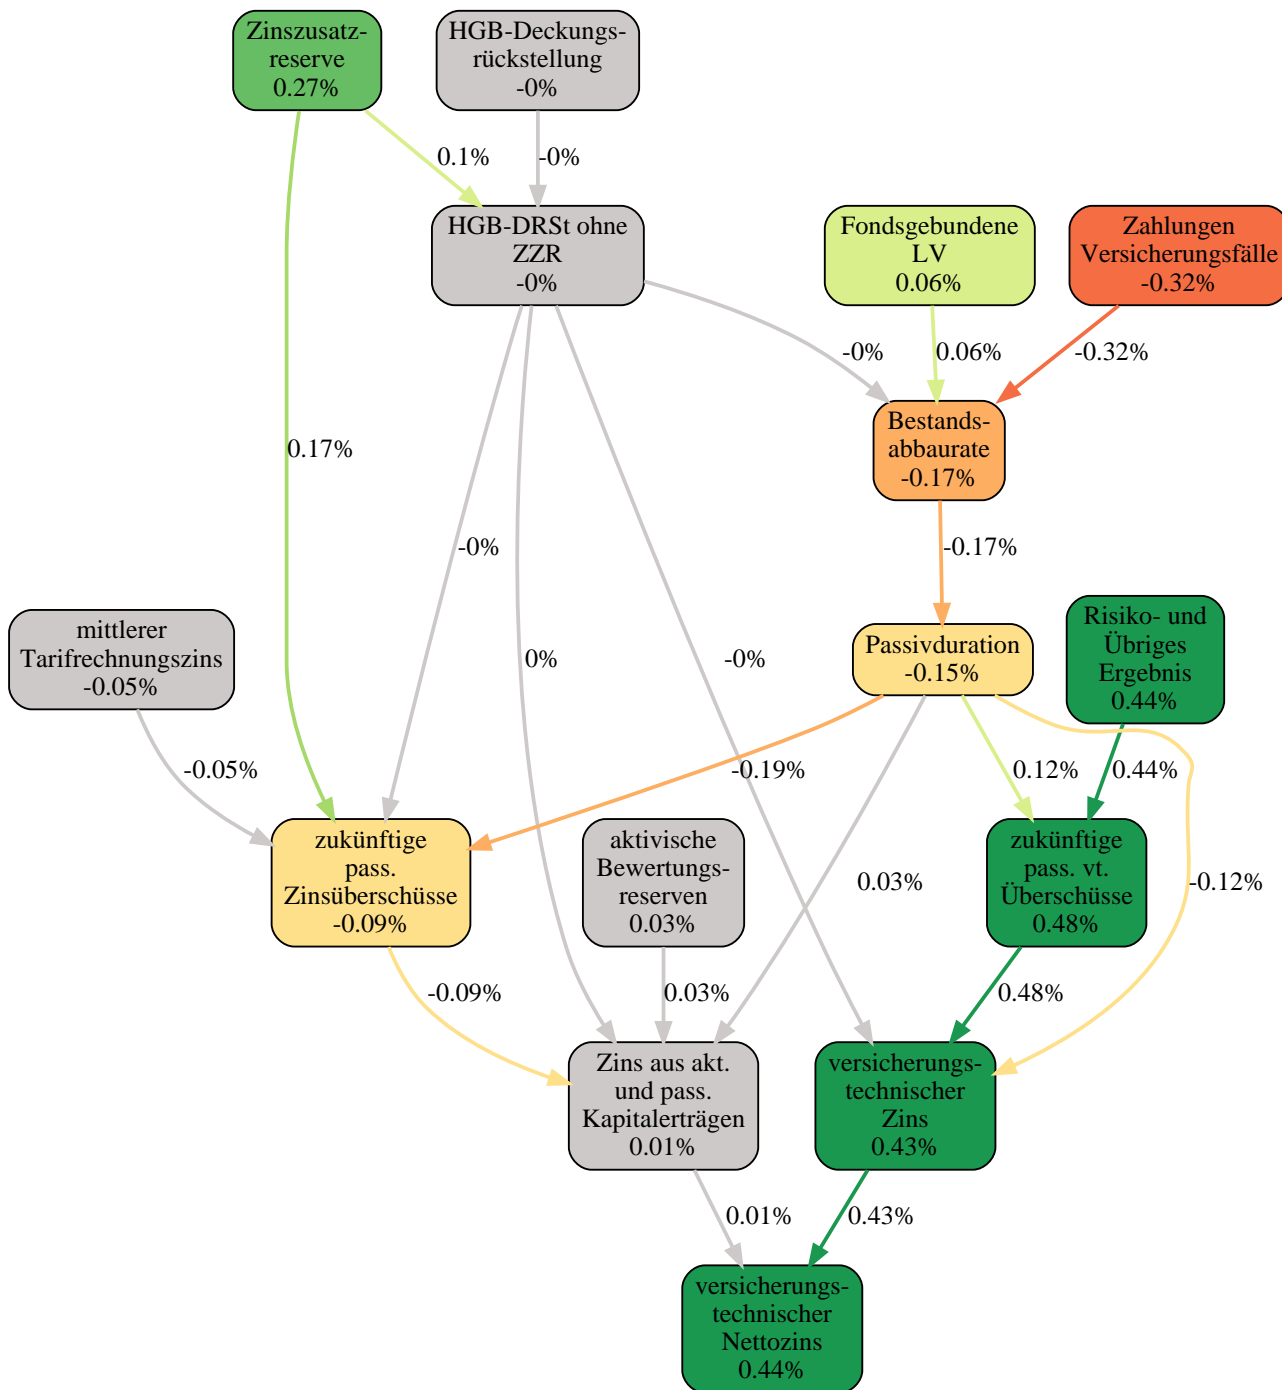 Zinszusatz-
reserve
0.27%
HGB-Deckungs-
rückstellung
-0%
0.1%
-0%
HGB-DRSt ohne
ZZR
-0%
Fondsgebundene
LV
0.06%
Zahlungen
Versicherungsfälle
-0.32%
-0%
0.06%
-0.32%
Bestands-
abbaurate
-0.17%
0.17%
-0%
-0.17%
mittlerer
Tarifrechnungszins
-0.05%
0%
-0%
Passivduration
-0.15%
Risiko- und
Übriges
Ergebnis
0.44%
-0.05%
-0.19%
0.12%
0.44%
zukünftige
pass.
Zinsüberschüsse
-0.09%
aktivische
Bewertungs-
reserven
0.03%
0.03%
zukünftige
pass. vt.
Überschüsse
0.48%
-0.12%
-0.09%
0.03%
0.48%
Zins aus akt.
und pass.
Kapitalerträgen
0.01%
versicherungs-
technischer
Zins
0.43%
0.01%
0.43%
versicherungs-
technischer
Nettozins
0.44%